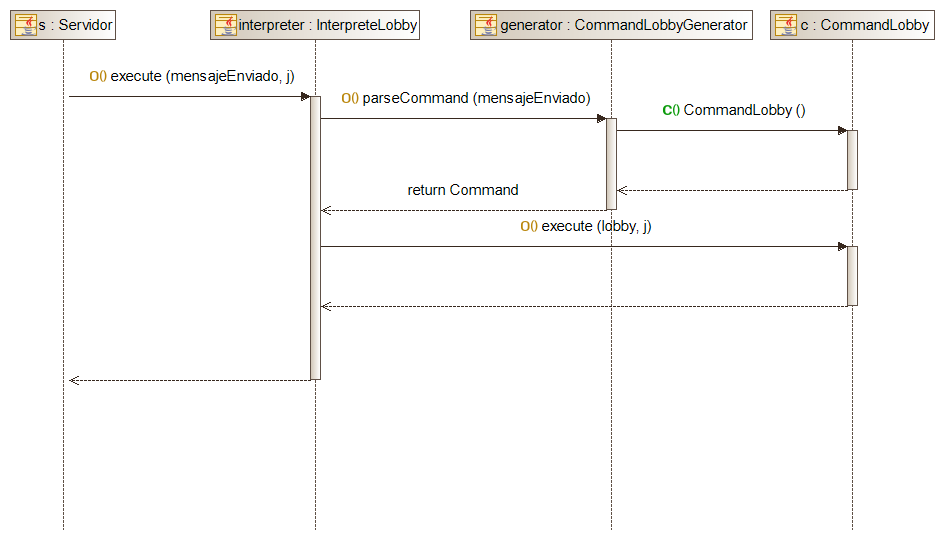 s : Servidor
interpreter : InterpreteLobby
generator : CommandLobbyGenerator
c : CommandLobby
O() execute (mensajeEnviado, j)
O() parseCommand (mensajeEnviado)
C() CommandLobby ()
return Command
O() execute (lobby, j)